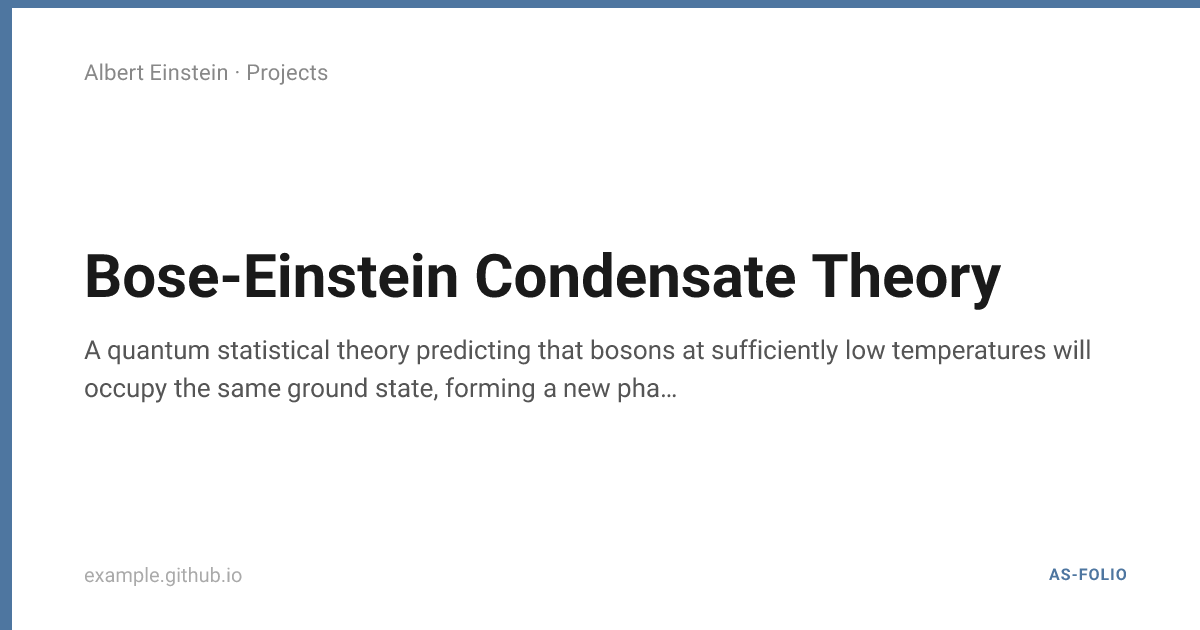 Albert Einstein · Projects
Bose-Einstein Condensate Theory
A quantum statistical theory predicting that bosons at sufficiently low temperatures will
occupy the same ground state, forming a new pha…
example.github.io
AS-FOLIO